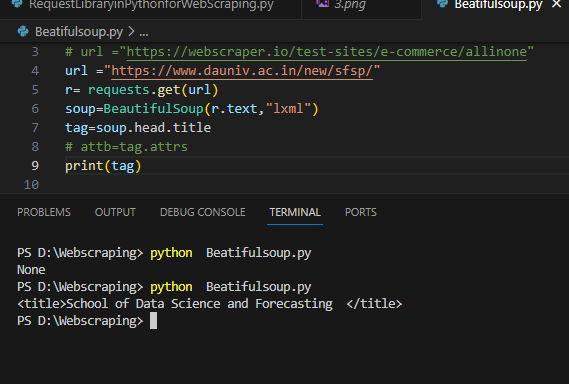 RequestLibraryinPythonforWebScraping.py
3.png
Beatifulsoup.py
Beatifulsoup.py > ...
3 # url ="https://webscraper.io/test-sites/e-commerce/allinone"
4 url ="https://www.dauniv.ac.in/new/sfsp/"
5 r= requests.get(url)
6 soup=BeautifulSoup(r.text,"lxml")
7 tag=soup.head.title
8 # attb=tag.attrs
9 print(tag)
10
PROBLEMS OUTPUT DEBUG CONSOLE TERMINAL PORTS
PS D:\Webscraping> python  Beatifulsoup.py
None
PS D:\Webscraping> python  Beatifulsoup.py
<title>School of Data Science and Forecasting  </title>
PS D:\Webscraping>